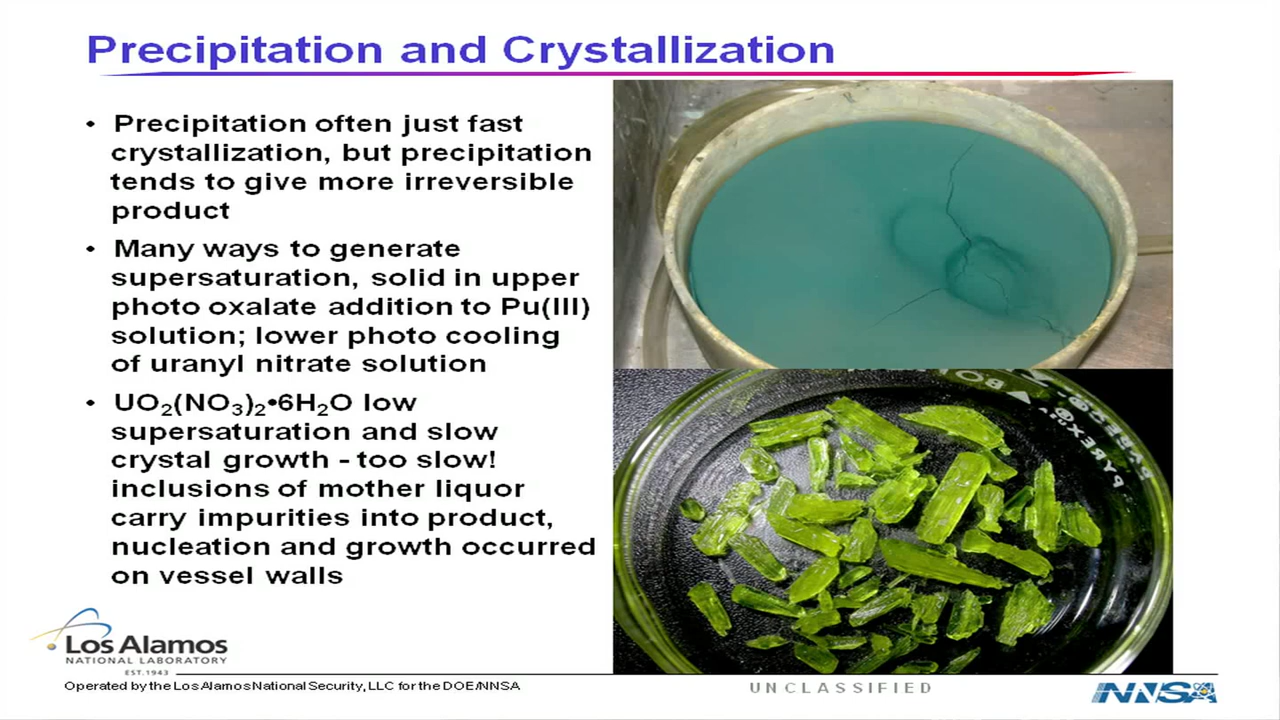 Precipitation and Crystallization
• Precipitation often just fast
crystallization, but precipitation
tends to give more irreversible
product
• Many ways to generate
supersaturation, solid in upper
photo oxalate addition to Pu(III)
solution; lower photo cooling
of uranyl nitrate solution
• UO₂(NO₃)₂•6H₂O low
supersaturation and slow
crystal growth - too slow!
inclusions of mother liquor
carry impurities into product,
nucleation and growth occurred
on vessel walls
PYREX®
Los Alamos
NATIONAL LABORATORY
EST. 1943
Operated by the Los Alamos National Security, LLC for the DOE/NNSA
UNCLASSIFIED
NNSA